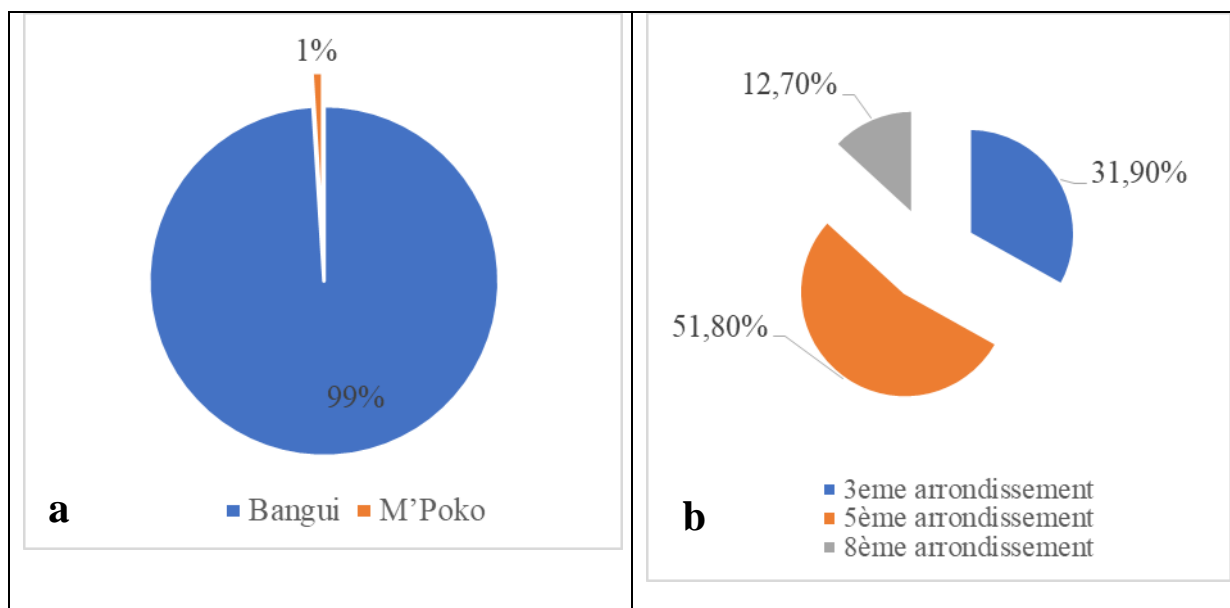 1%
99%
a
Bangui M’Poko
12,70%
31,90%
51,80%
b
3eme arrondissement
5ème arrondissement
8ème arrondissement